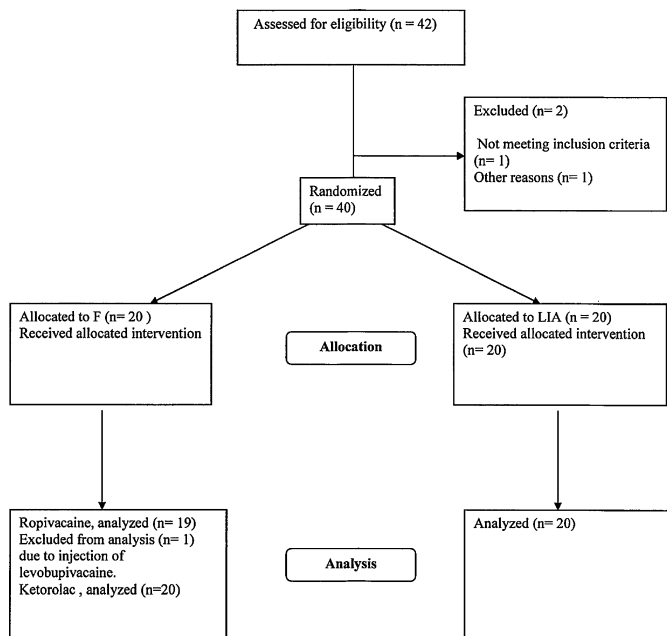 Assessed for eligibility (n = 42)
Excluded (n= 2)
Not meeting inclusion criteria
(n= 1)
Other reasons (n= 1)
Randomized
(n = 40)
Allocated to F (n= 20 )
Received allocated intervention
Allocation
Allocated to LIA (n = 20)
Received allocated intervention
(n= 20)
Ropivacaine, analyzed (n= 19)
Excluded from analysis (n= 1)
due to injection of
levobupivacaine.
Ketorolac , analyzed (n=20)
Analysis
Analyzed (n= 20)